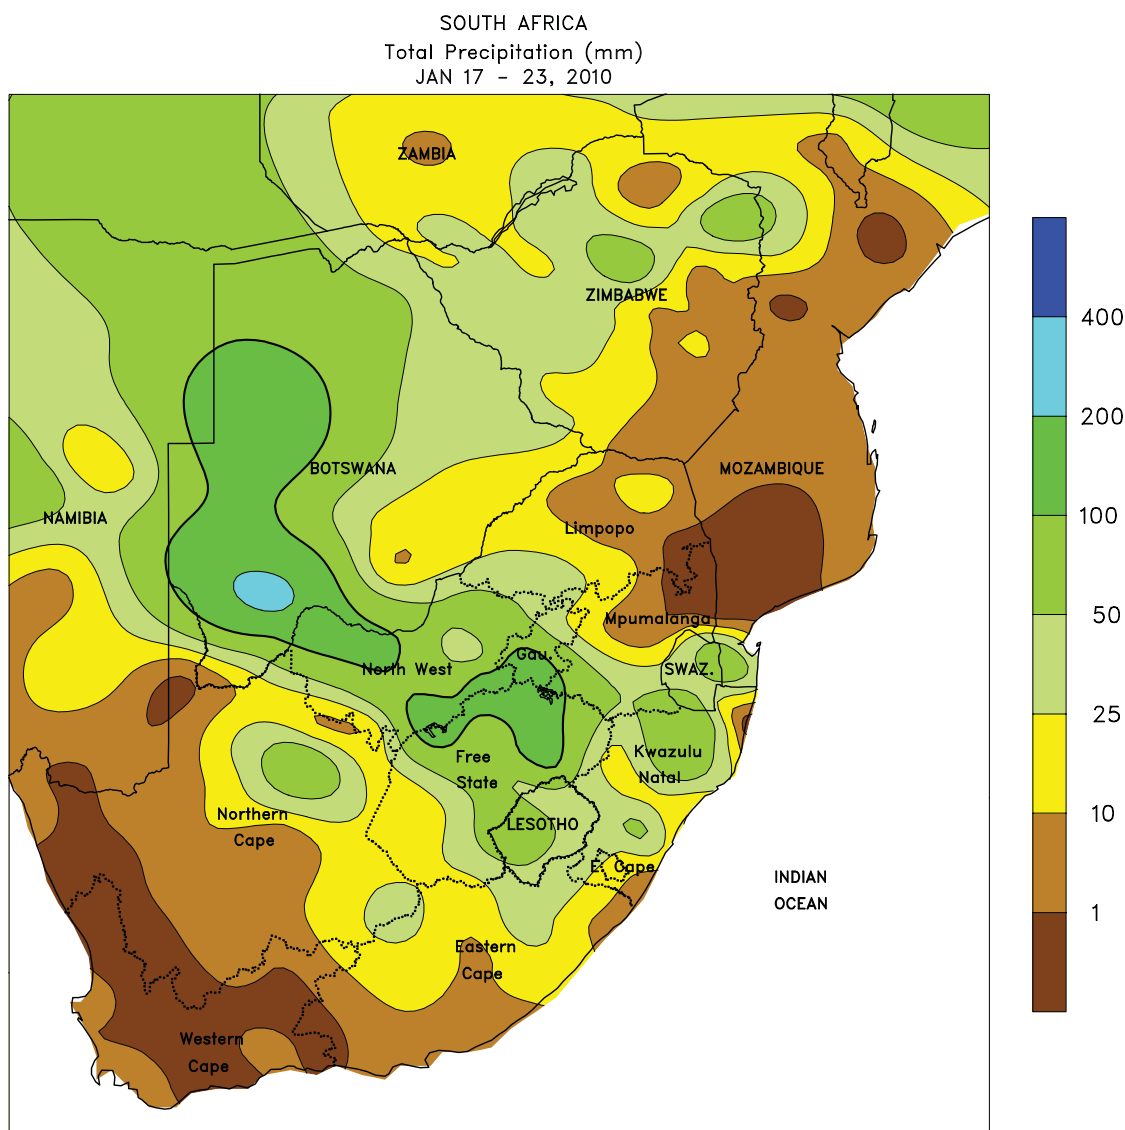 SOUTH AFRICA
Total Precipitation (mm)
JAN 17 - 23, 2010
ZAMBIA
ZIMBABWE
400
200
BOTSWANA
MOZAMBIQUE
NAMIBIA
Limpopo
100
Mpumalanga
50
Gau.
North West
SWAZ.
25
Free
State
Kwazulu
Natal
Northern
Cape
LESOTHO
10
E. Cape
INDIAN
OCEAN
1
Eastern
Cape
Western
Cape